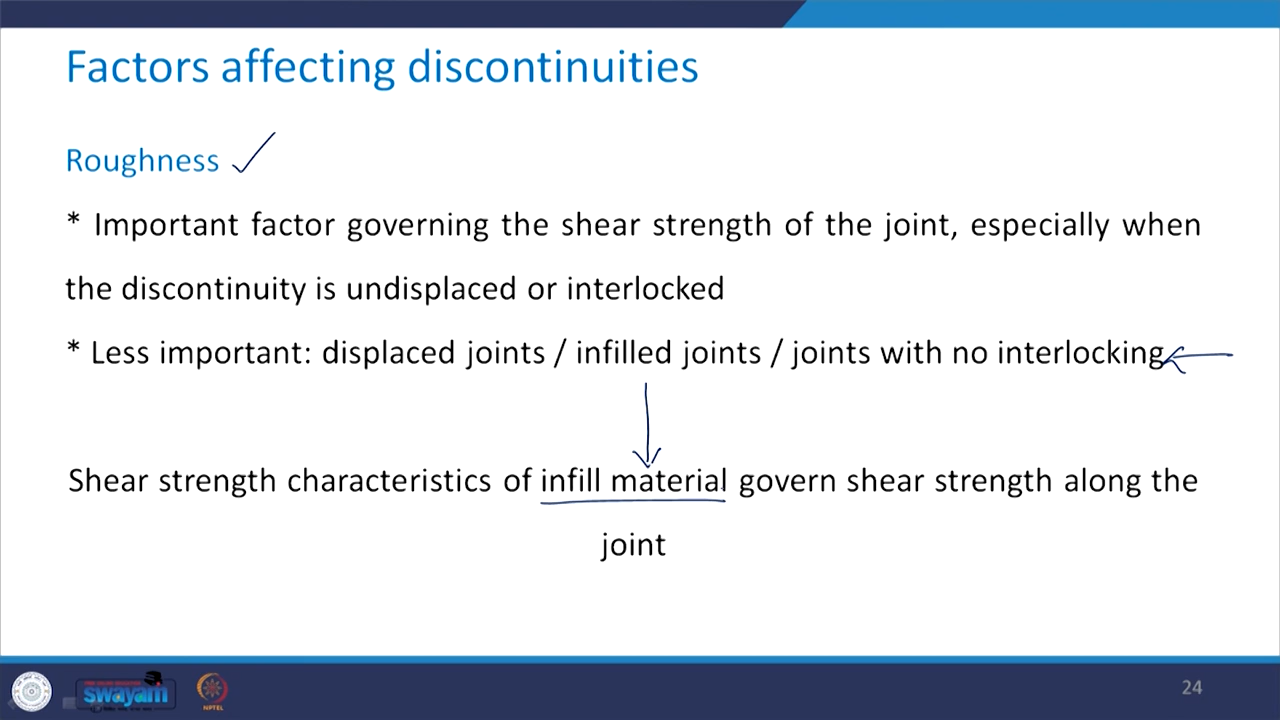 Factors affecting discontinuities
Roughness
* Important factor governing the shear strength of the joint, especially when
the discontinuity is undisplaced or interlocked
* Less important: displaced joints / infilled joints / joints with no interlocking
Shear strength characteristics of infill material govern shear strength along the
joint
swayam
NPTEL
24